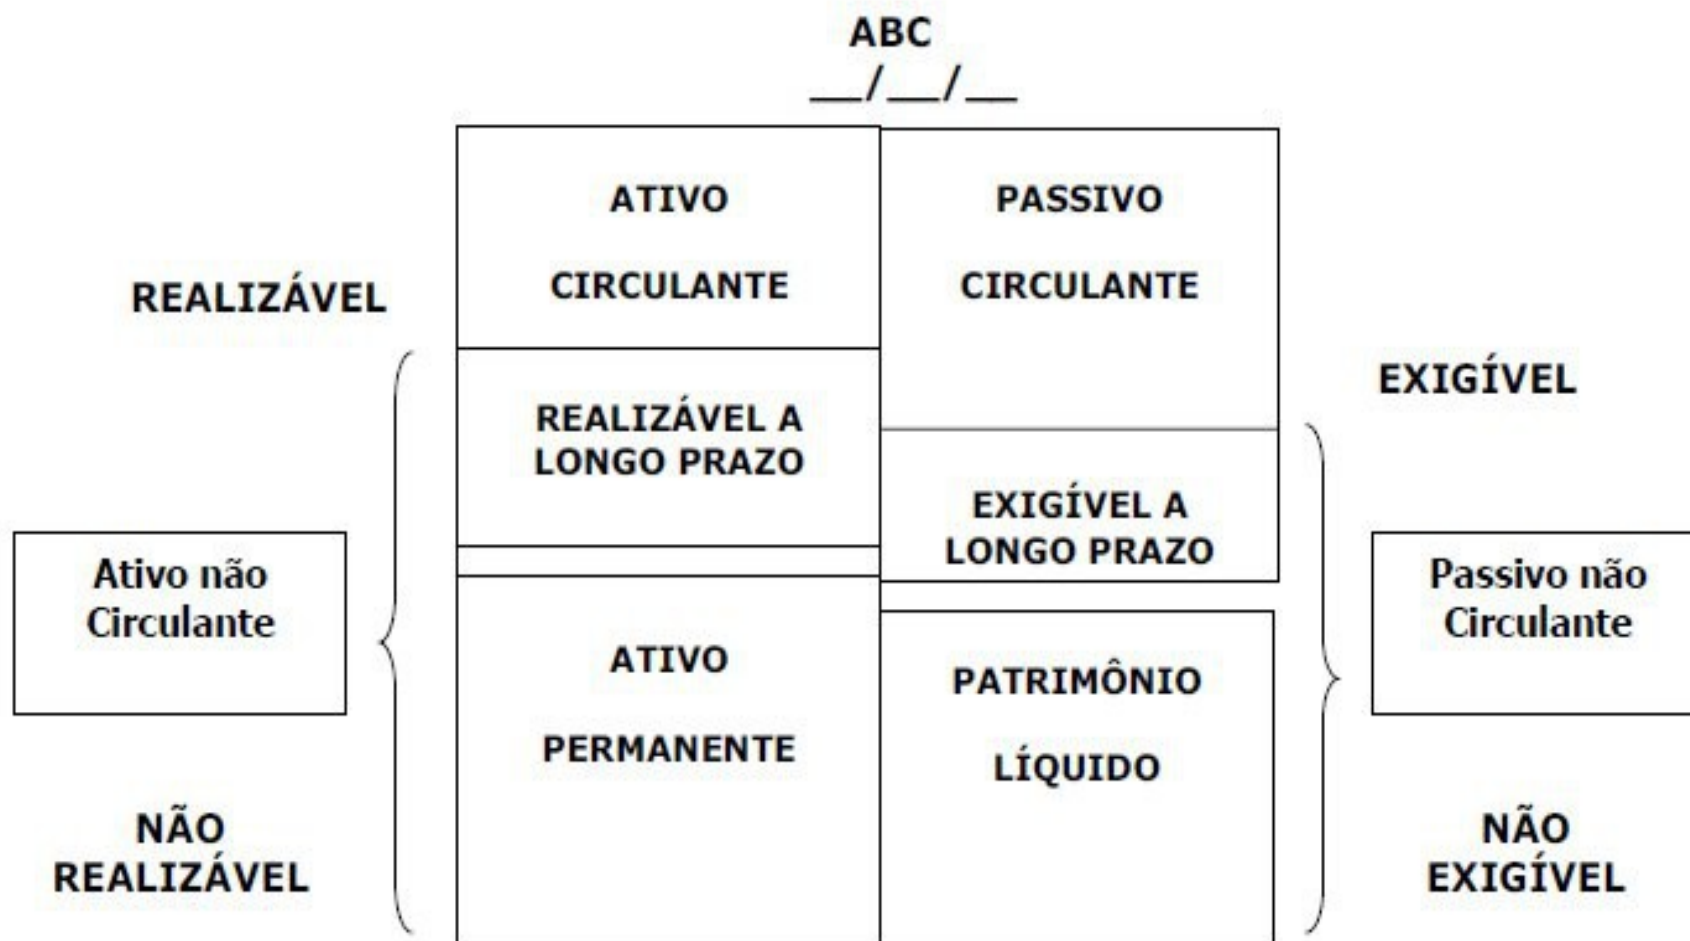 ABC
__/__/__
ATIVO
CIRCULANTE
PASSIVO
CIRCULANTE
REALIZÁVEL
EXIGÍVEL
REALIZÁVEL A
LONGO PRAZO
EXIGÍVEL A
LONGO PRAZO
Ativo não
Circulante
Passivo não
Circulante
ATIVO
PERMANENTE
PATRIMÔNIO
LÍQUIDO
NÃO
REALIZÁVEL
NÃO
EXIGÍVEL